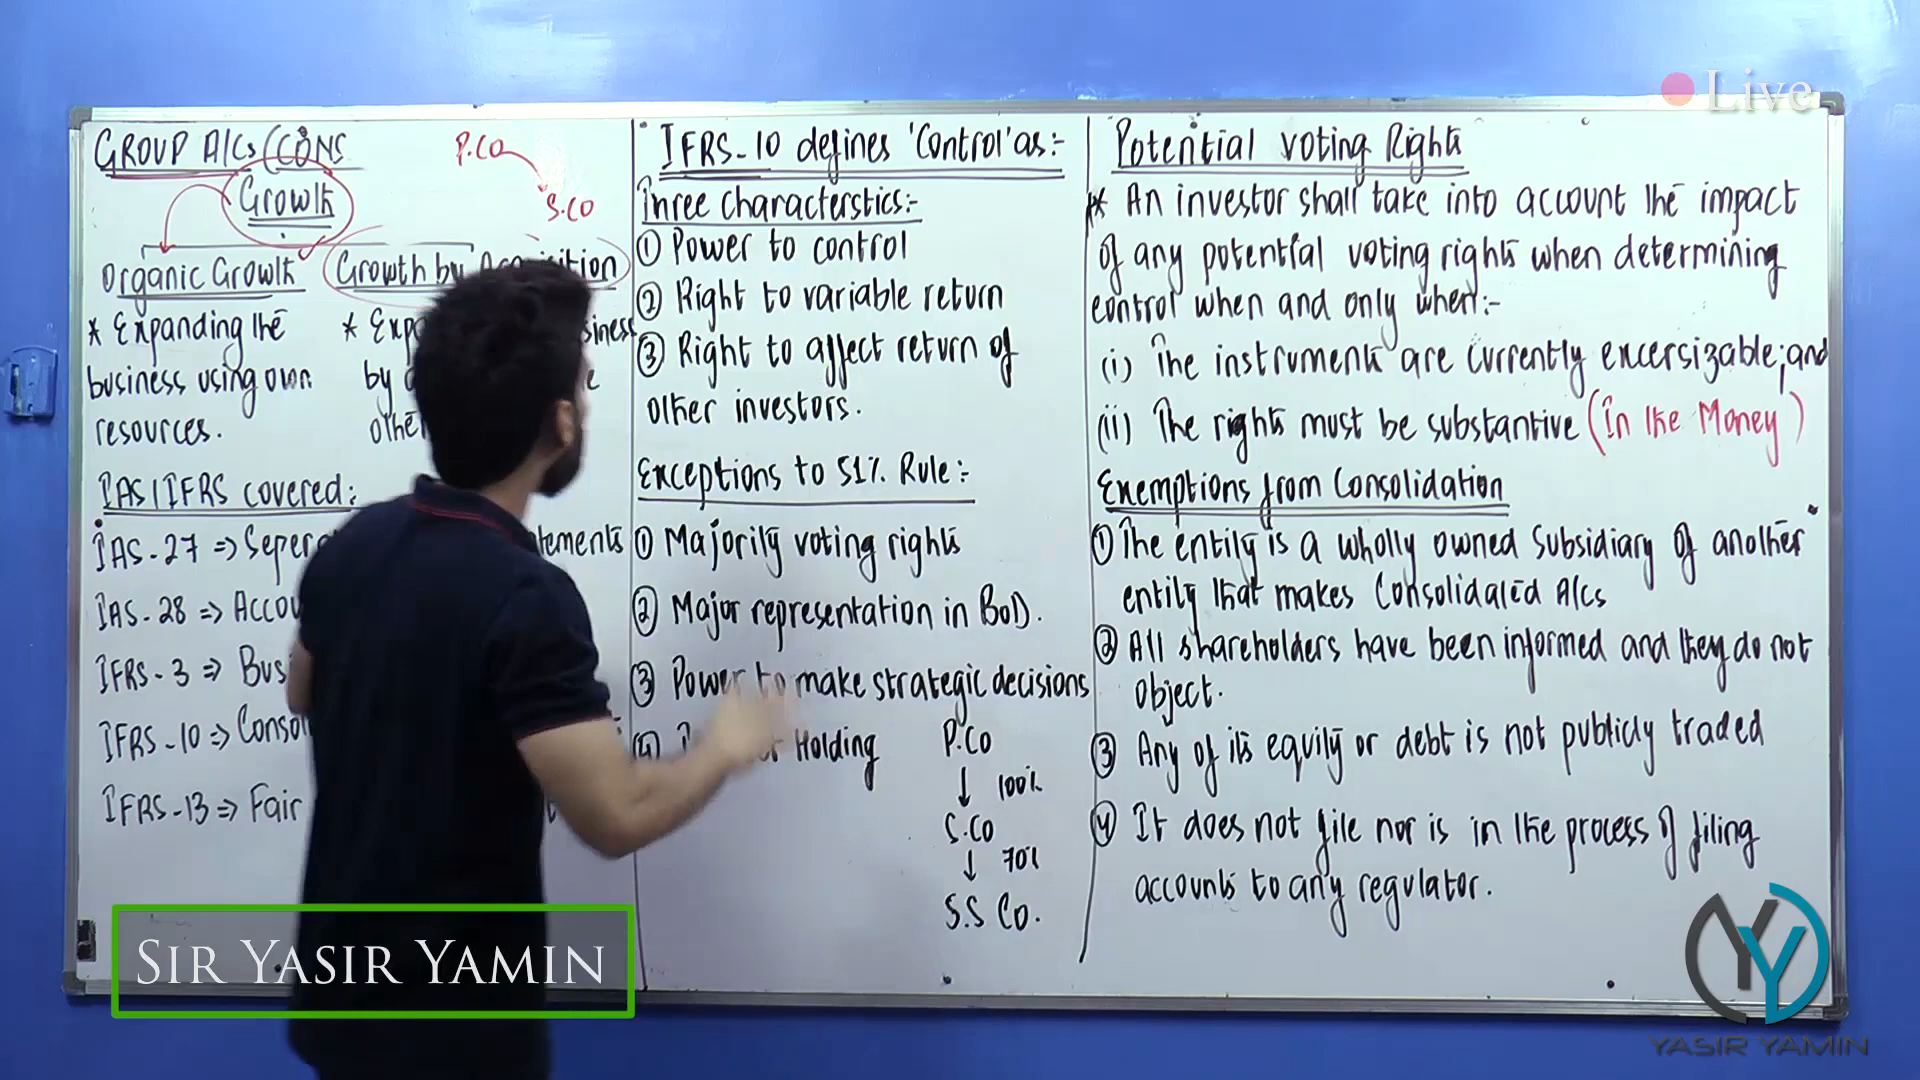 GROUP A/Cs (CONS
Growth
P.CO
S.CO
Organic Growth
Growth by Acquisition
* Expanding the
business using own
resources.
*
by
IAS/IFRS covered:
IAS-27 =>
IAS-28 =>
IFRS-3 =>
IFRS-10 =>
IFRS-13 => Fair
IFRS-10 defines 'Control' as:-
Three Characterstics:-
① Power to control
② Right to variable return
③ Right to affect return of
other investors.
Exceptions to 51% Rule:-
① Majority voting rights
② Major representation in BoD.
③ Power to make strategic decisions
④ Holding
P.Co
↓ 100%
S.Co
↓ 70%
S.S Co.
Potential Voting Rights
** An investor shall take into account the impact
of any potential voting rights when determining
control when and only when:-
(i) The instruments are currently excersizable; and
(ii) The rights must be substantive (In the Money)
Exemptions from Consolidation
① The entity is a wholly owned subsidiary of another
entity that makes Consolidated A/Cs
② All shareholders have been informed and they do not
object.
③ Any of its equity or debt is not publicly traded
④ It does not file nor is in the process of filing
accounts to any regulator.
Live
SIR YASIR YAMIN
YASIR YAMIN